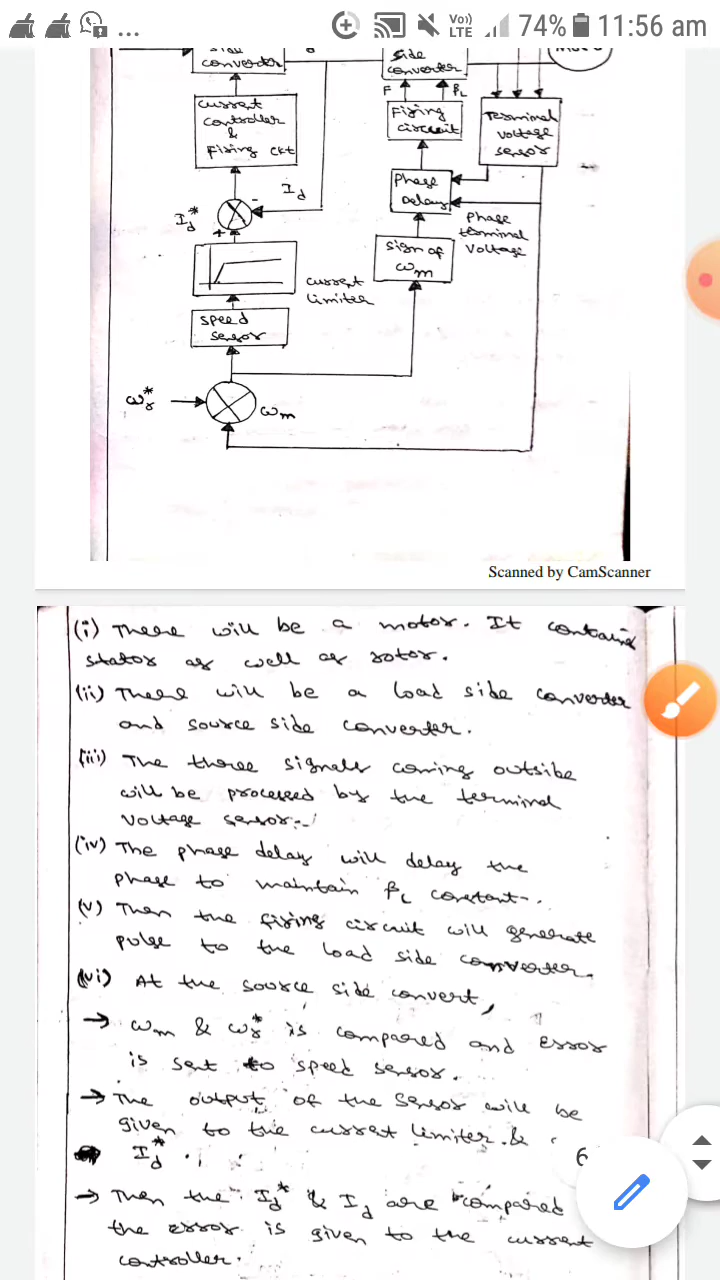 ... Vo)) LTE 74% 11:56 am
side
converter
side
converter
F
βL
current
controller
&
firing ckt
Firing
circuit
Terminal
voltage
sensor
Id
-
Phase
Delay
Id*
+
Phase
terminal
voltage
sign of
ωm
current
limiter
speed
sensor
ωr*
ωm
Scanned by CamScanner
(i) There will be a motor. It contains
stator as well as rotor.
(ii) There will be a load side converter
and source side converter.
(iii) The three signals coming outside
will be processed by the terminal
voltage sensor.
(iv) The phase delay will delay the
phase to maintain βL constant.
(v) Then the firing circuit will generate
pulse to the load side converter.
(vi) At the source side convert,
→ ωm & ωr* is compared and error
is sent to speed sensor.
→ The output of the sensor will be
given to the current limiter. &
Id*.
6
→ Then the Id* & Id are compared
the error is given to the current
controller.